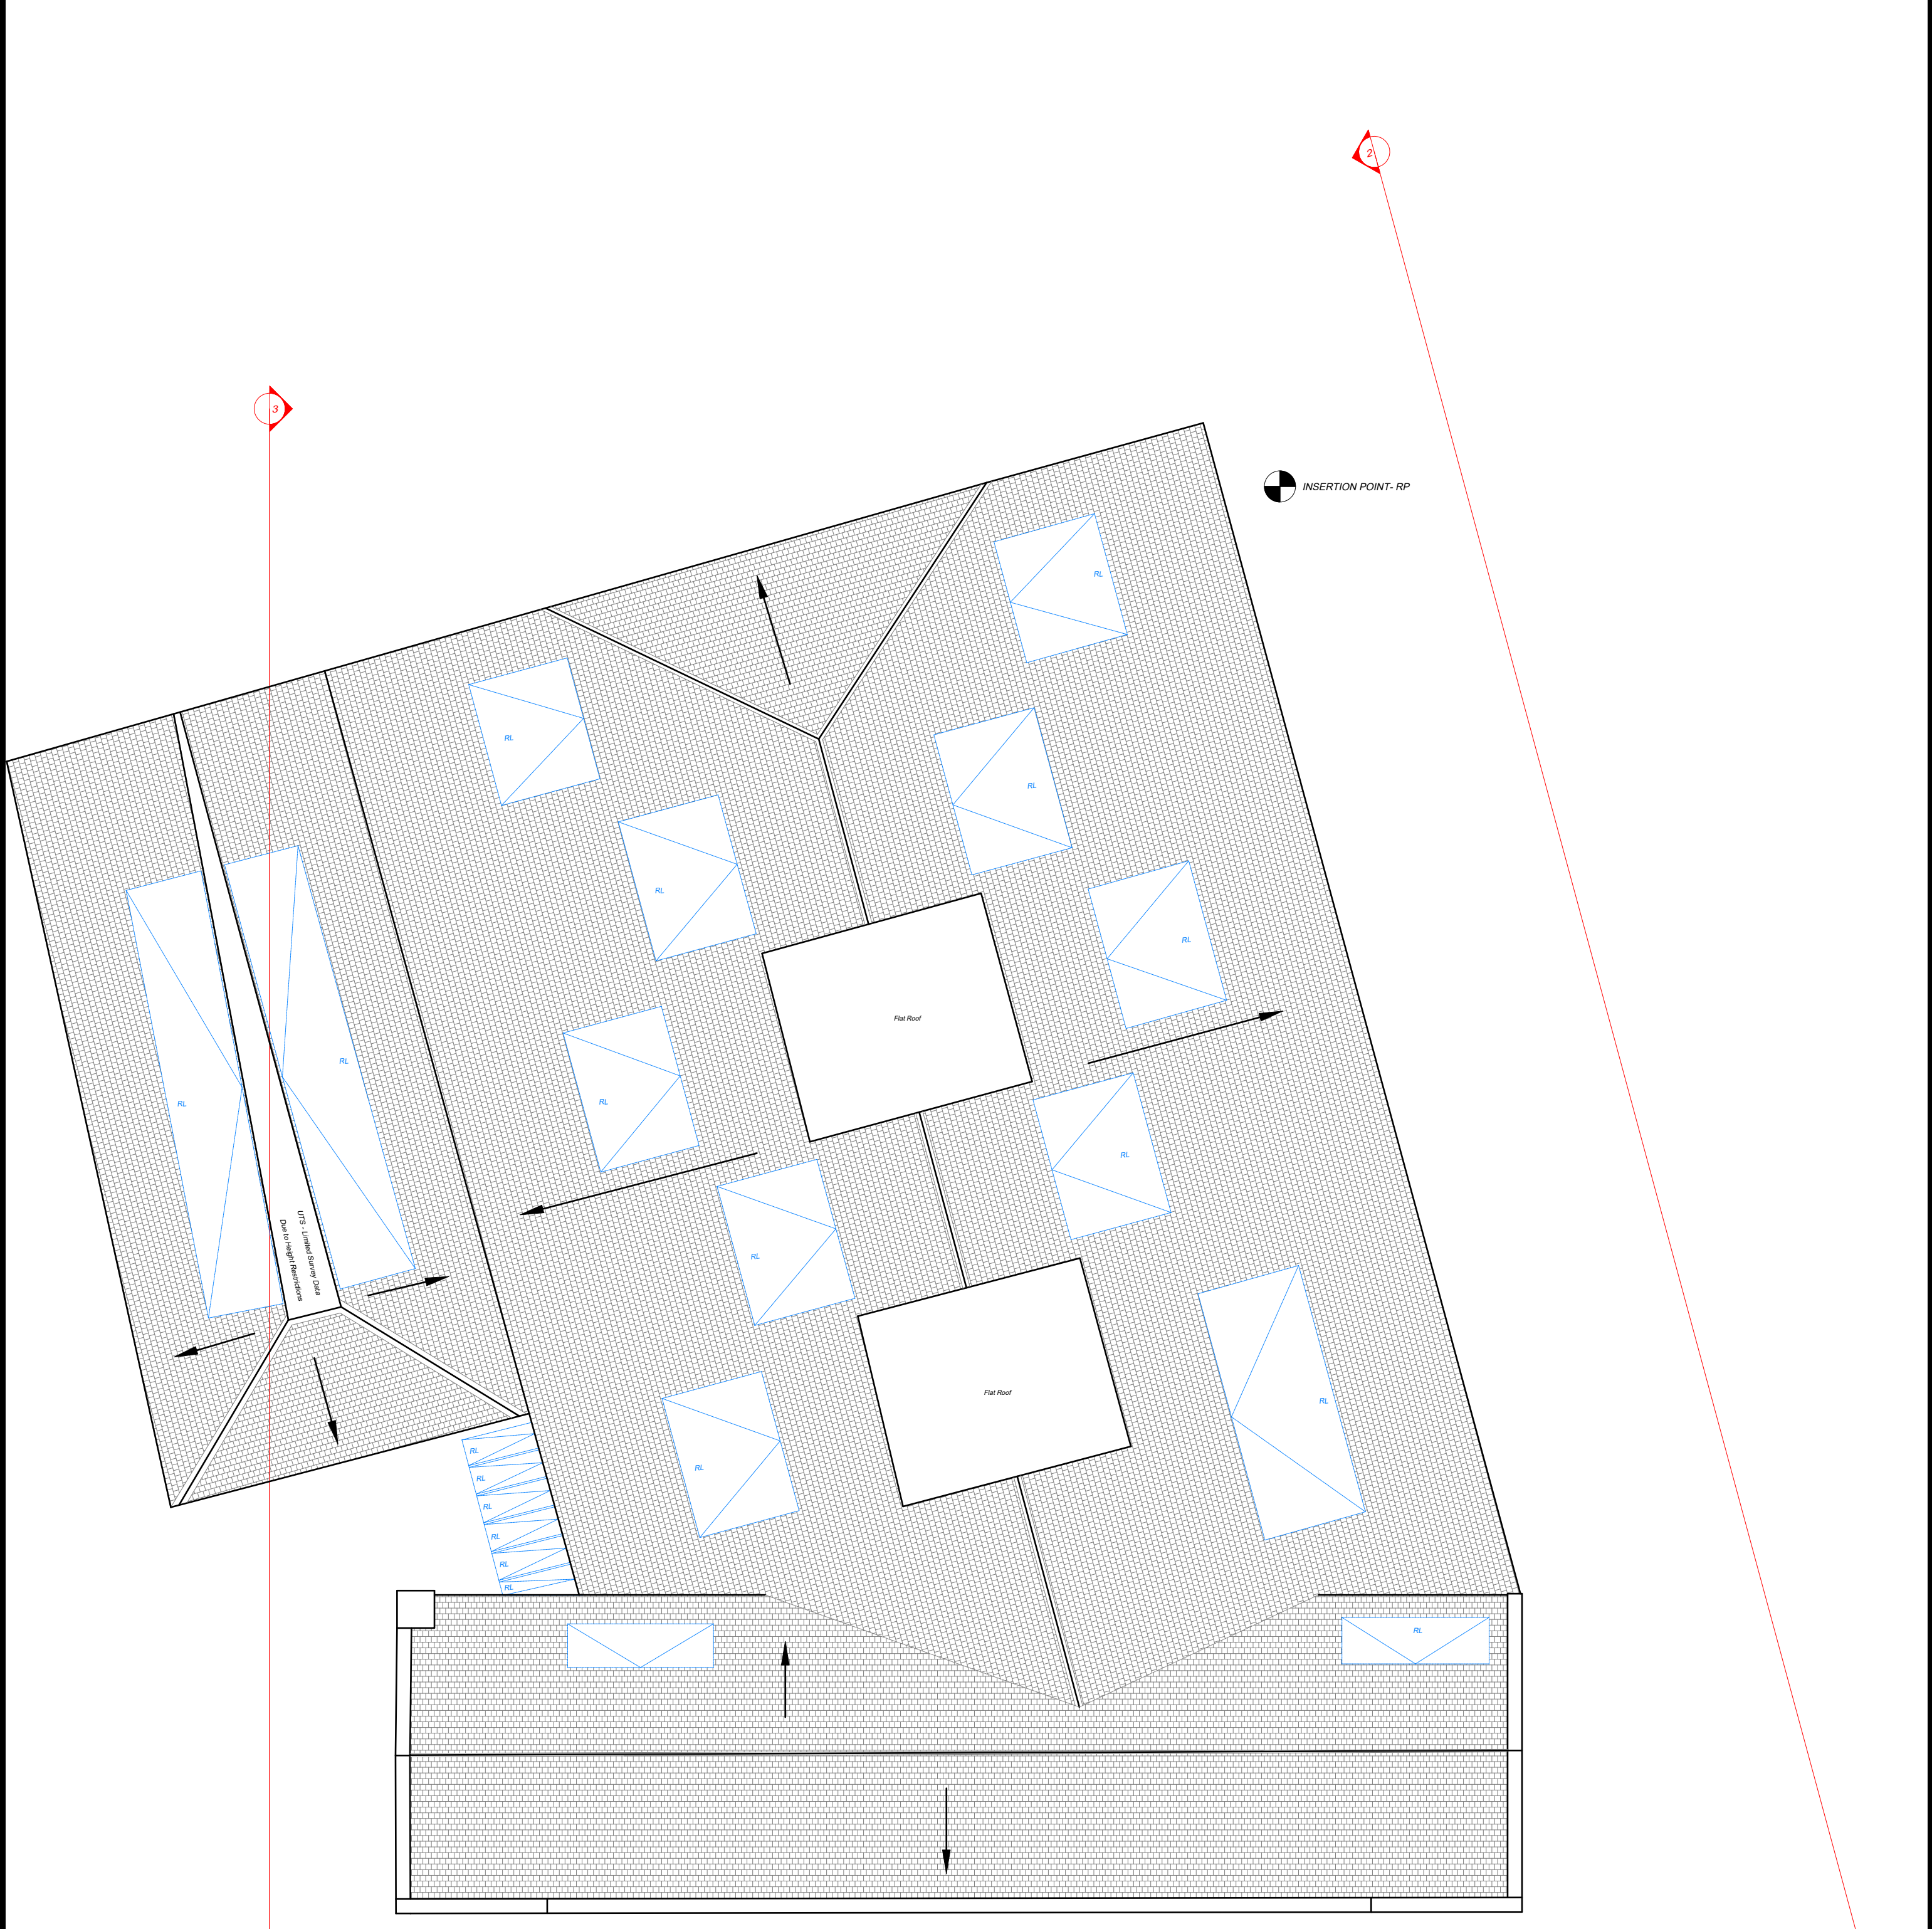 2
3
INSERTION POINT- RP
RL
RL
RL
RL
RL
RL
Flat Roof
RL
RL
RL
RL
RL
UTS - Limited Survey Data
Due to Height Restrictions
RL
Flat Roof
RL
RL
RL
RL
RL
RL
RL
RL
RL